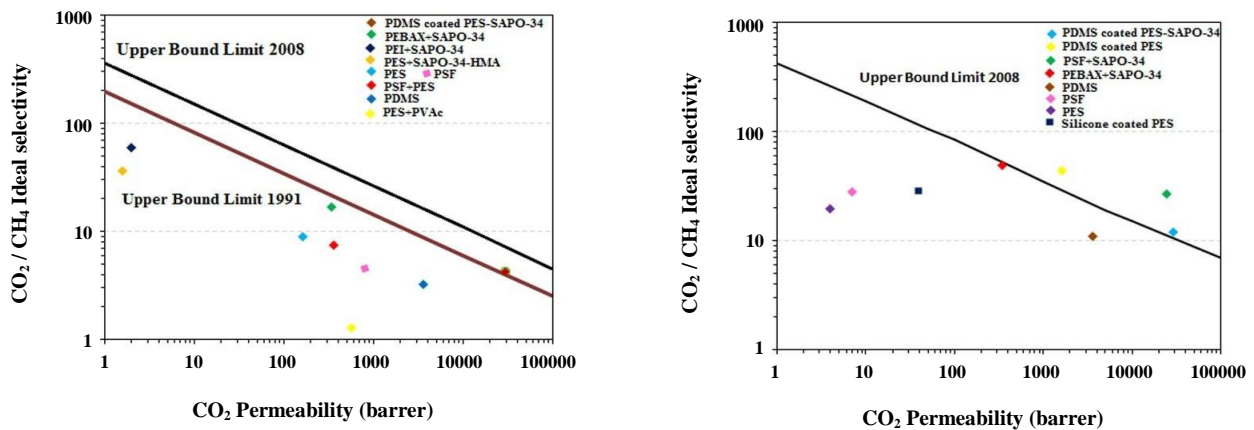 1000
100
10
1
CO2 / CH4 Ideal selectivity
Upper Bound Limit 2008
Upper Bound Limit 1991
PDMS coated PES-SAPO-34
PEBAX+SAPO-34
PEI+SAPO-34
PES+SAPO-34-HMA
PES PSF
PSF+PES
PDMS
PES+PVAc
1 10 100 1000 10000 100000
CO2 Permeability (barrer)
1000
100
10
1
CO2 / CH4 Ideal selectivity
Upper Bound Limit 2008
PDMS coated PES-SAPO-34
PDMS coated PES
PSF+SAPO-34
PEBAX+SAPO-34
PDMS
PSF
PES
Silicone coated PES
1 10 100 1000 10000 100000
CO2 Permeability (barrer)